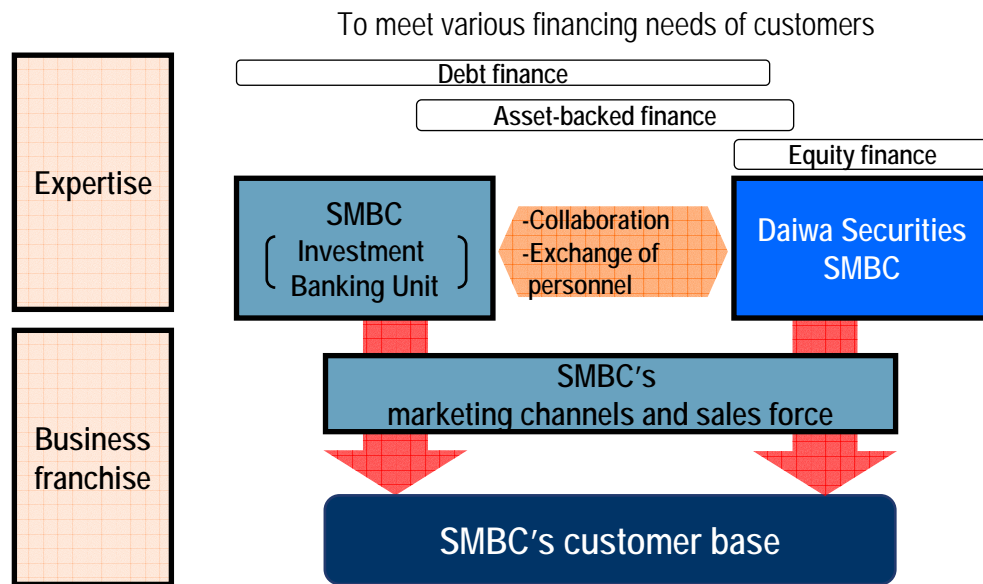 To meet various financing needs of customers
Debt finance
Asset-backed finance
Equity finance
Expertise
SMBC
Investment
Banking Unit
-Collaboration
-Exchange of
personnel
Daiwa Securities
SMBC
SMBC's
marketing channels and sales force
Business
franchise
SMBC's customer base